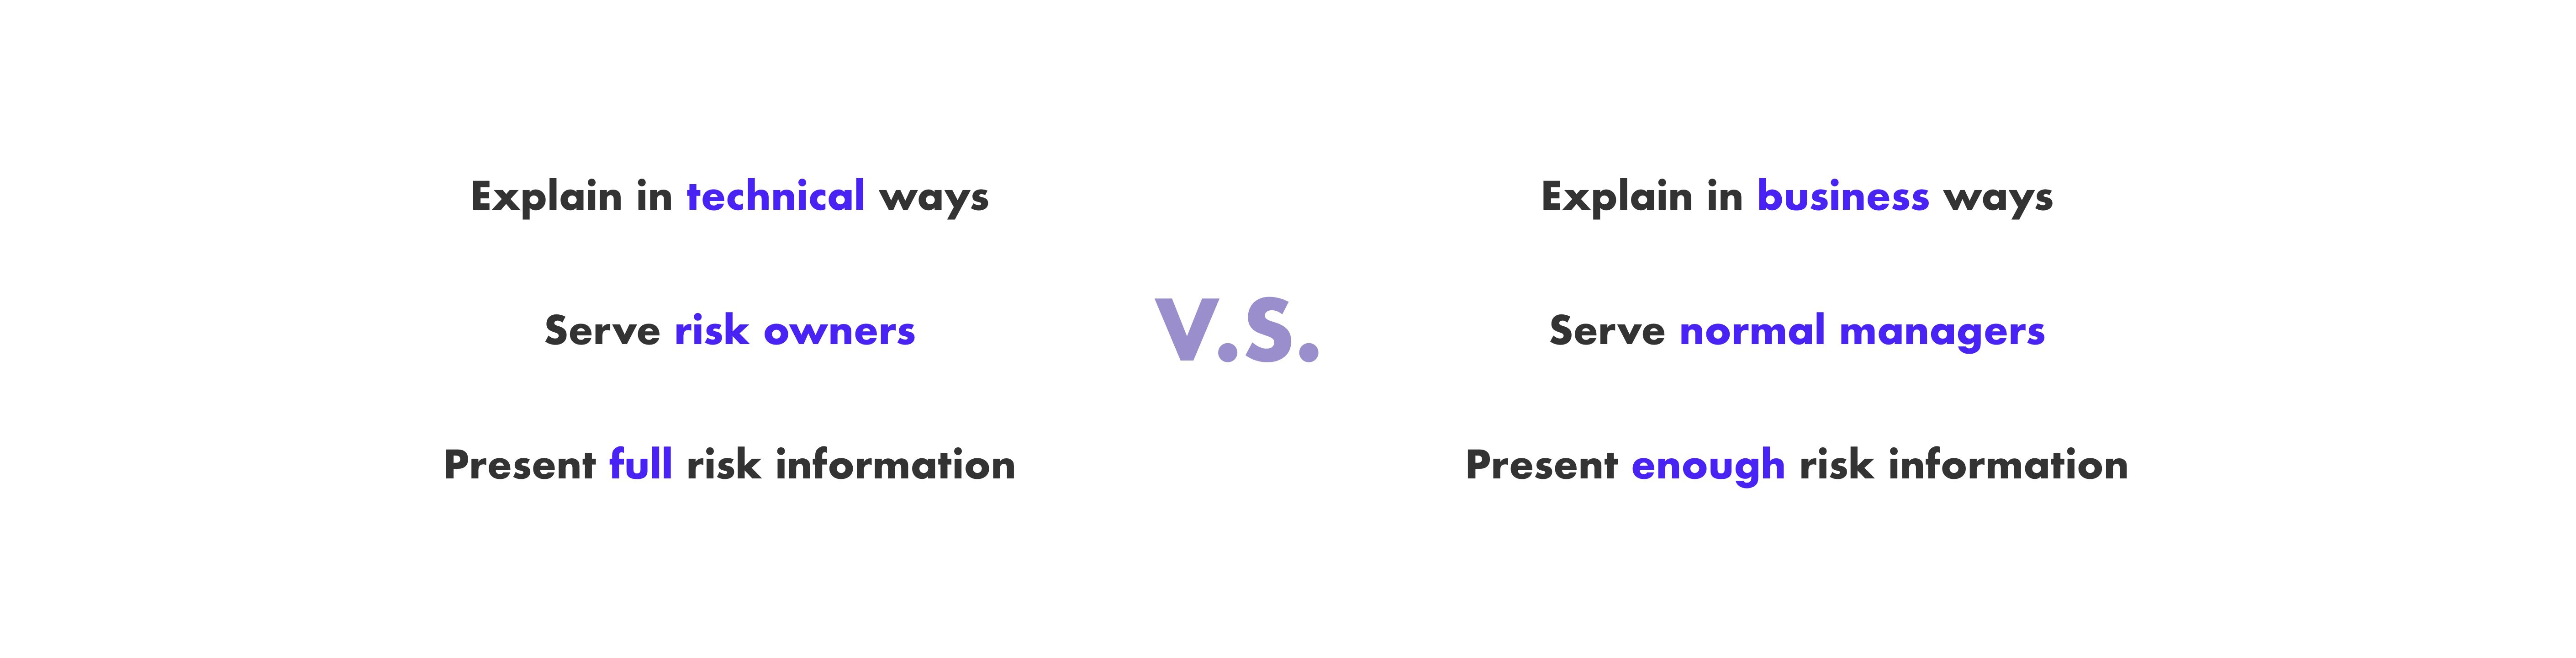 Explain in technical ways
Serve risk owners
Present full risk information
V.S.
Explain in business ways
Serve normal managers
Present enough risk information